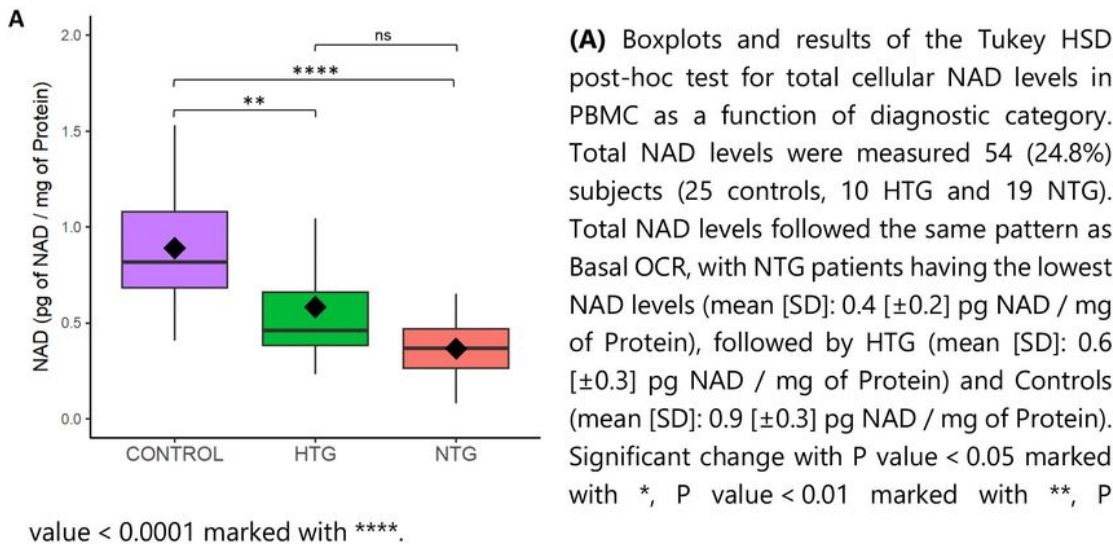 A
2.0
1.5
1.0
0.5
0.0
NAD (pg of NAD / mg of Protein)
ns
****
**
CONTROL HTG NTG
(A) Boxplots and results of the Tukey HSD
post-hoc test for total cellular NAD levels in
PBMC as a function of diagnostic category.
Total NAD levels were measured 54 (24.8%)
subjects (25 controls, 10 HTG and 19 NTG).
Total NAD levels followed the same pattern as
Basal OCR, with NTG patients having the lowest
NAD levels (mean [SD]: 0.4 [±0.2] pg NAD / mg
of Protein), followed by HTG (mean [SD]: 0.6
[±0.3] pg NAD / mg of Protein) and Controls
(mean [SD]: 0.9 [±0.3] pg NAD / mg of Protein).
Significant change with P value < 0.05 marked
with *, P value < 0.01 marked with **, P
value < 0.0001 marked with ****.